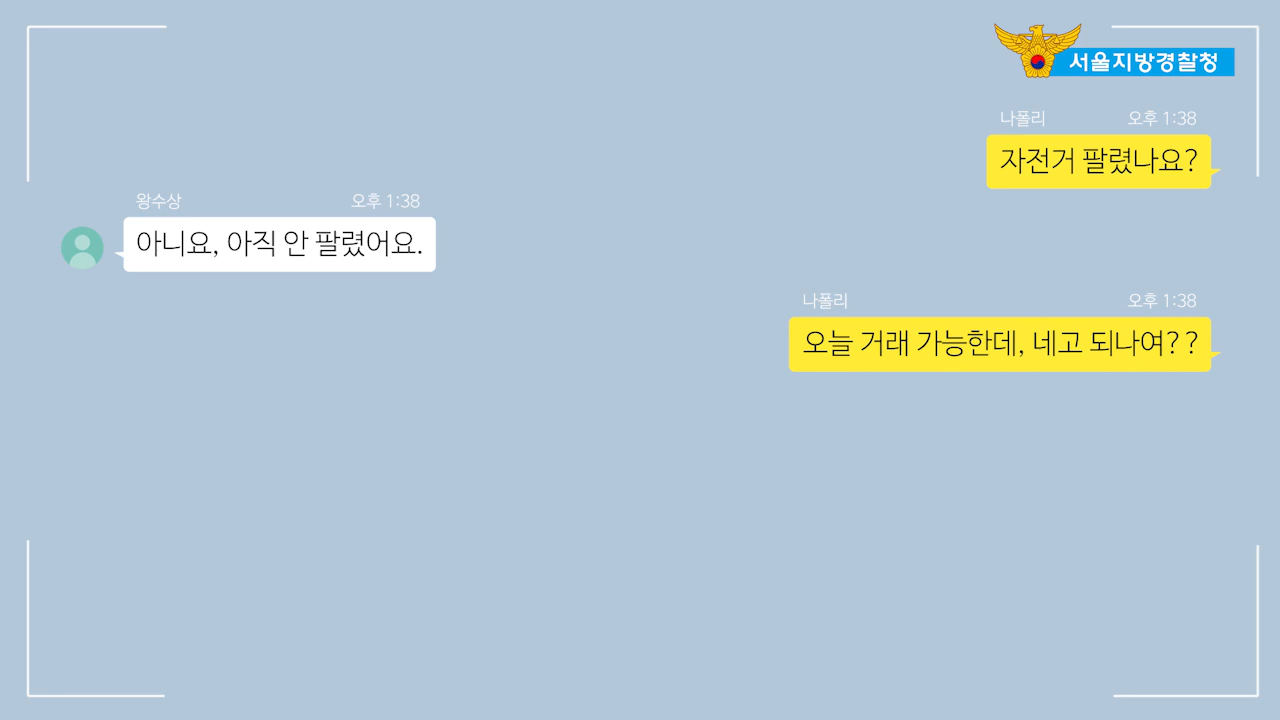 서울지방경찰청
나폴리 오후 1:38
자전거 팔렸나요?
왕수상 오후 1:38
아니요, 아직 안 팔렸어요.
나폴리 오후 1:38
오늘 거래 가능한데, 네고 되나여??